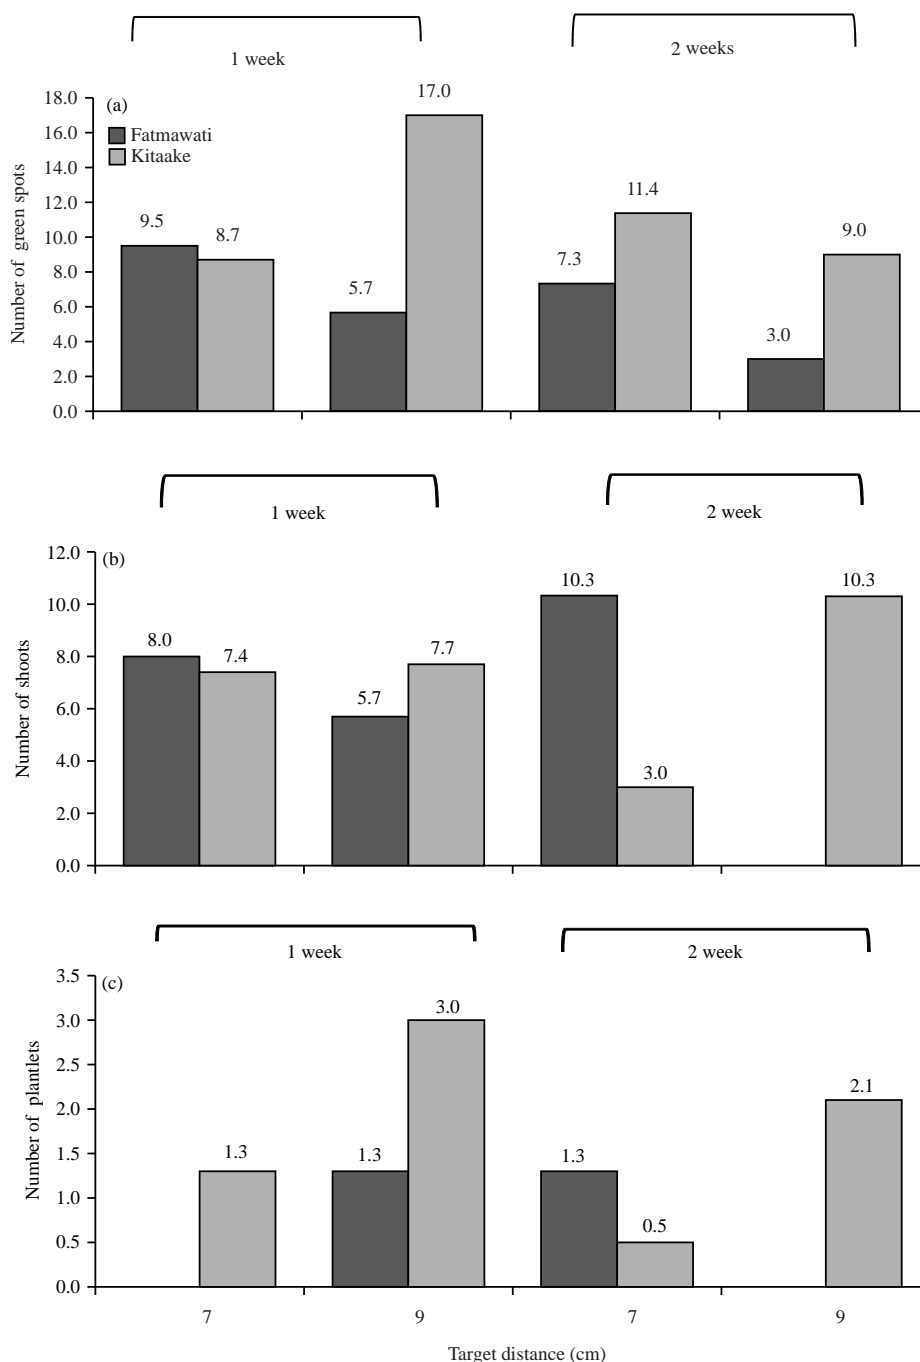 1 week
2 weeks
(a)
Fatmawati
Kitaake
Number of green spots
18.0
16.0
14.0
12.0
10.0
8.0
6.0
4.0
2.0
0.0
9.5
8.7
5.7
17.0
7.3
11.4
3.0
9.0
1 week
2 week
(b)
Number of shoots
12.0
10.0
8.0
6.0
4.0
2.0
0.0
8.0
7.4
5.7
7.7
10.3
3.0
10.3
1 week
2 week
(c)
Number of plantlets
3.5
3.0
2.5
2.0
1.5
1.0
0.5
0.0
1.3
1.3
3.0
1.3
0.5
2.1
7 9 7 9
Target distance (cm)